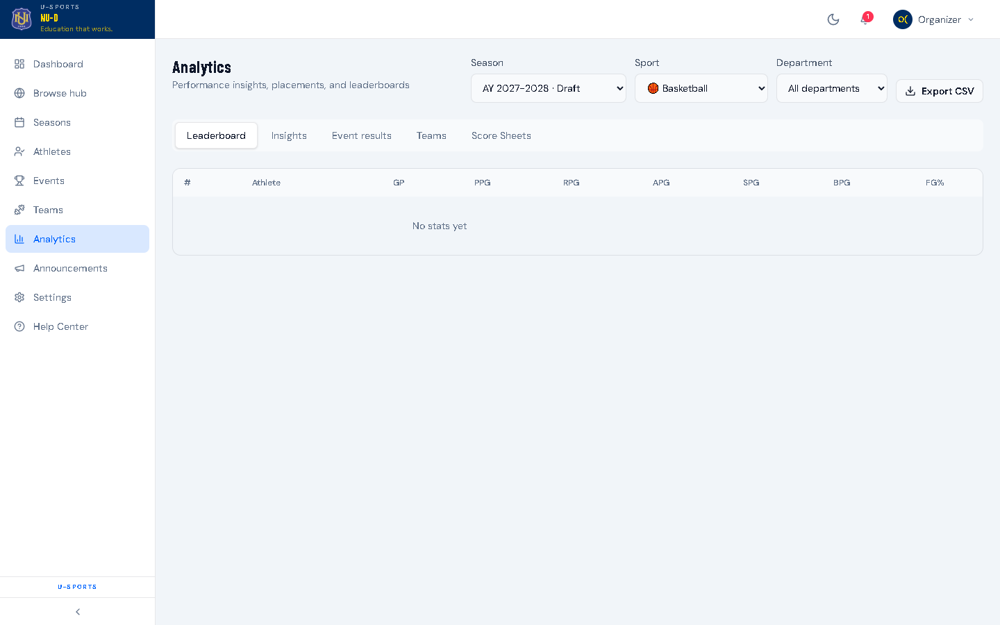 U-SPORTS
NU-D
Education that works.
1
O(
Organizer
Dashboard
Browse hub
Seasons
Athletes
Events
Teams
Analytics
Announcements
Settings
Help Center
U-SPORTS
Analytics
Performance insights, placements, and leaderboards
Season
AY 2027-2028 · Draft
Sport
🏀 Basketball
Department
All departments
Export CSV
Leaderboard Insights Event results Teams Score Sheets
# Athlete GP PPG RPG APG SPG BPG FG%
No stats yet